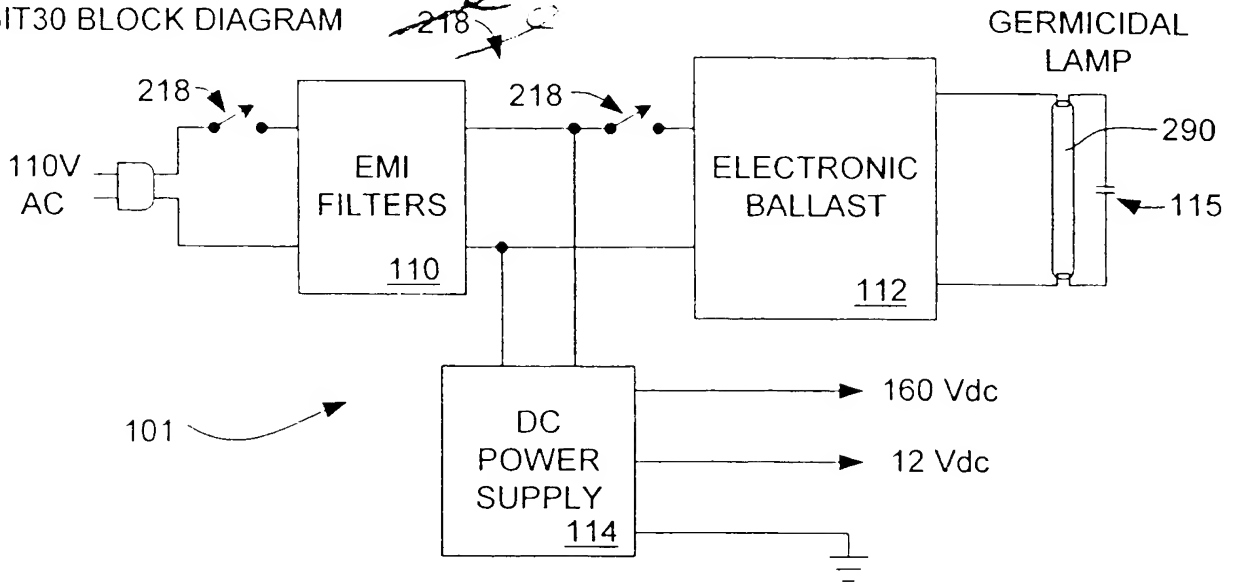 BIT30 BLOCK DIAGRAM
218
GERMICIDAL
LAMP
218
218
290
110V
AC
EMI
FILTERS
110
ELECTRONIC
BALLAST
112
115
101
DC
POWER
SUPPLY
114
160 Vdc
12 Vdc